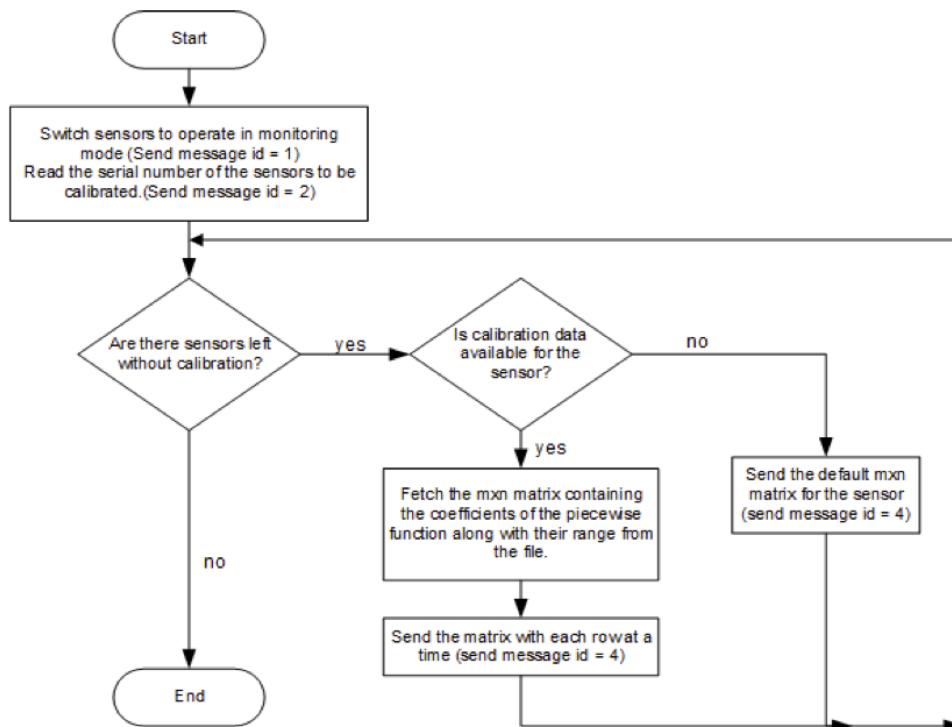 Start
Switch sensors to operate in monitoring
mode (Send message id = 1)
Read the serial number of the sensors to be
calibrated.(Send message id = 2)
Are there sensors left
without calibration?
yes
Is calibration data
available for the
sensor?
no
yes
Fetch the mxn matrix containing
the coefficients of the piecewise
function along with their range from
the file.
Send the default mxn
matrix for the sensor
(send message id = 4)
no
Send the matrix with each row at a
time (send message id = 4)
End